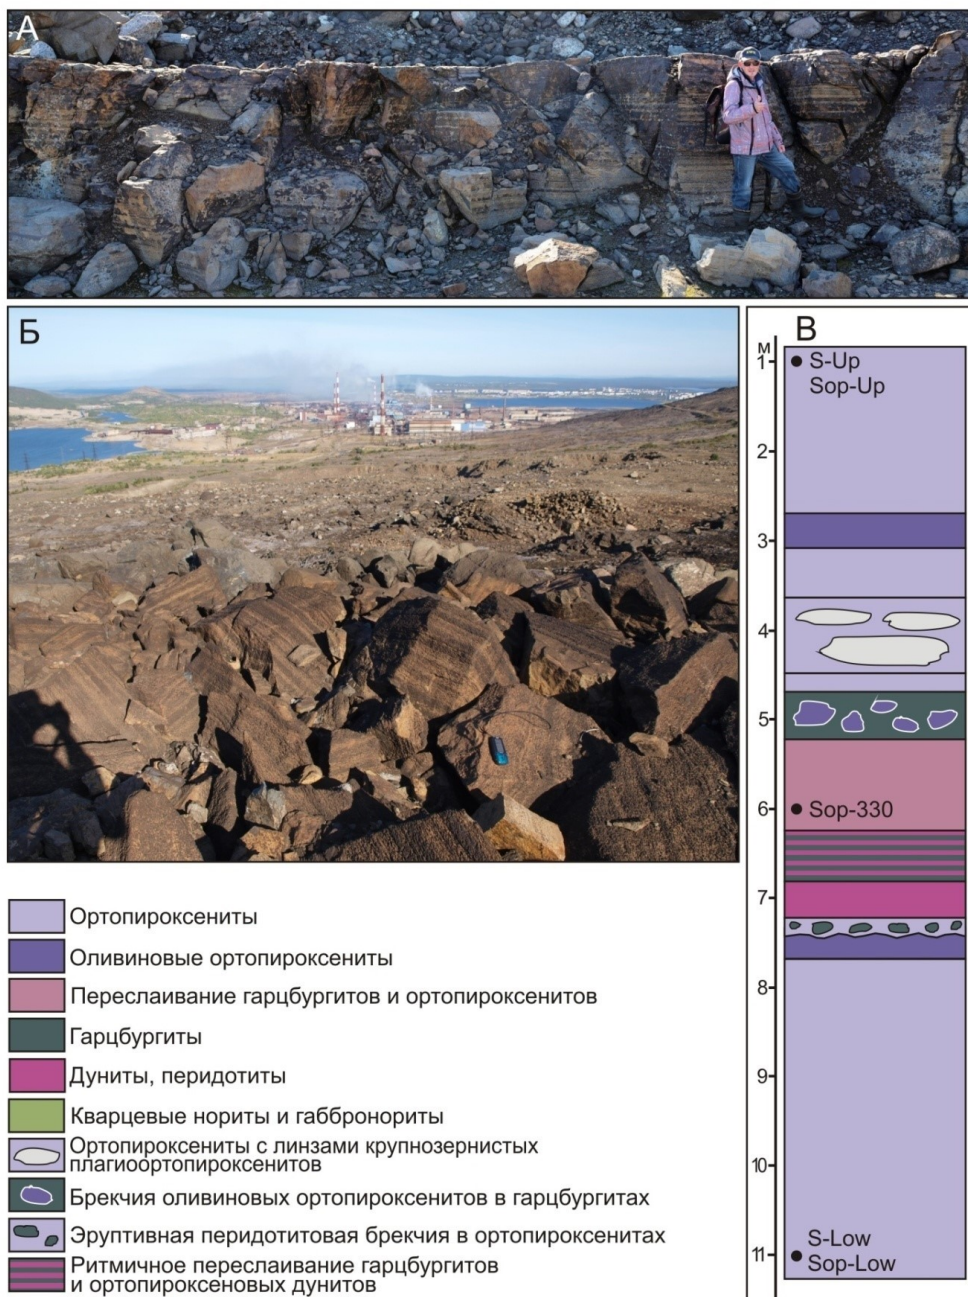 А
Б
В
м
1
S-Up
Sop-Up
2
3
4
5
6
Sop-330
7
8
9
10
S-Low
11
Sop-Low
Ортопироксениты
Оливиновые ортопироксениты
Переслаивание гарцбургитов и ортопироксенитов
Гарцбургиты
Дуниты, перидотиты
Кварцевые нориты и габбронориты
Ортопироксениты с линзами крупнозернистых
плагиоортопироксенитов
Брекчия оливиновых ортопироксенитов в гарцбургитах
Эруптивная перидотитовая брекчия в ортопироксенитах
Ритмичное переслаивание гарцбургитов
и ортопироксеновых дунитов